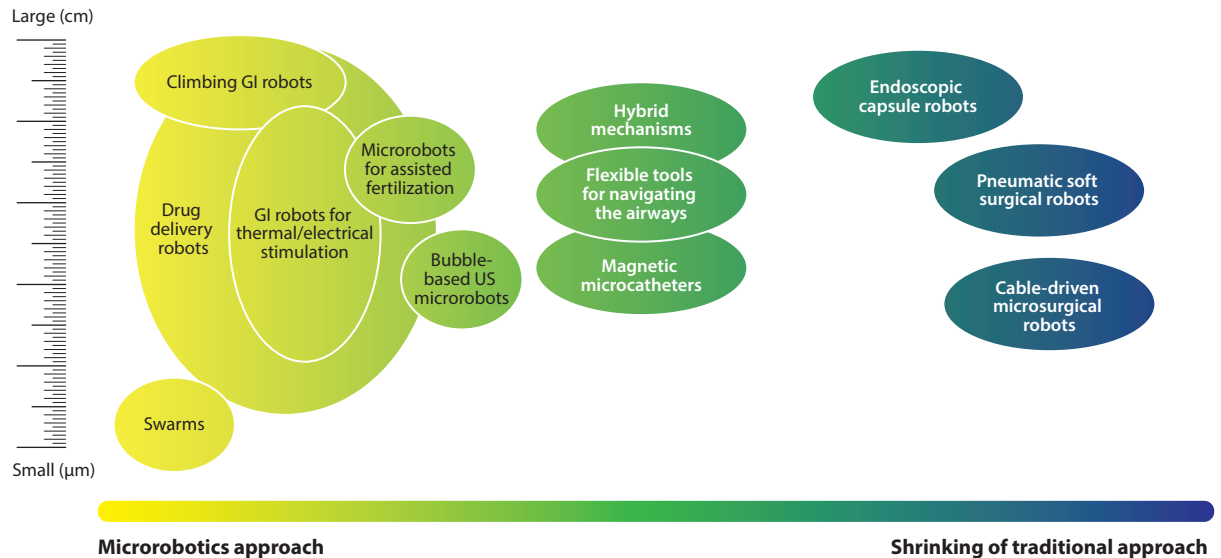 Large (cm)
Climbing GI robots
Drug
delivery
robots
GI robots for
thermal/electrical
stimulation
Microrobots
for assisted
fertilization
Bubble-
based US
microrobots
Swarms
Hybrid
mechanisms
Flexible tools
for navigating
the airways
Magnetic
microcatheters
Endoscopic
capsule robots
Pneumatic soft
surgical robots
Cable-driven
microsurgical
robots
Small (μm)
Microrobotics approach
Shrinking of traditional approach